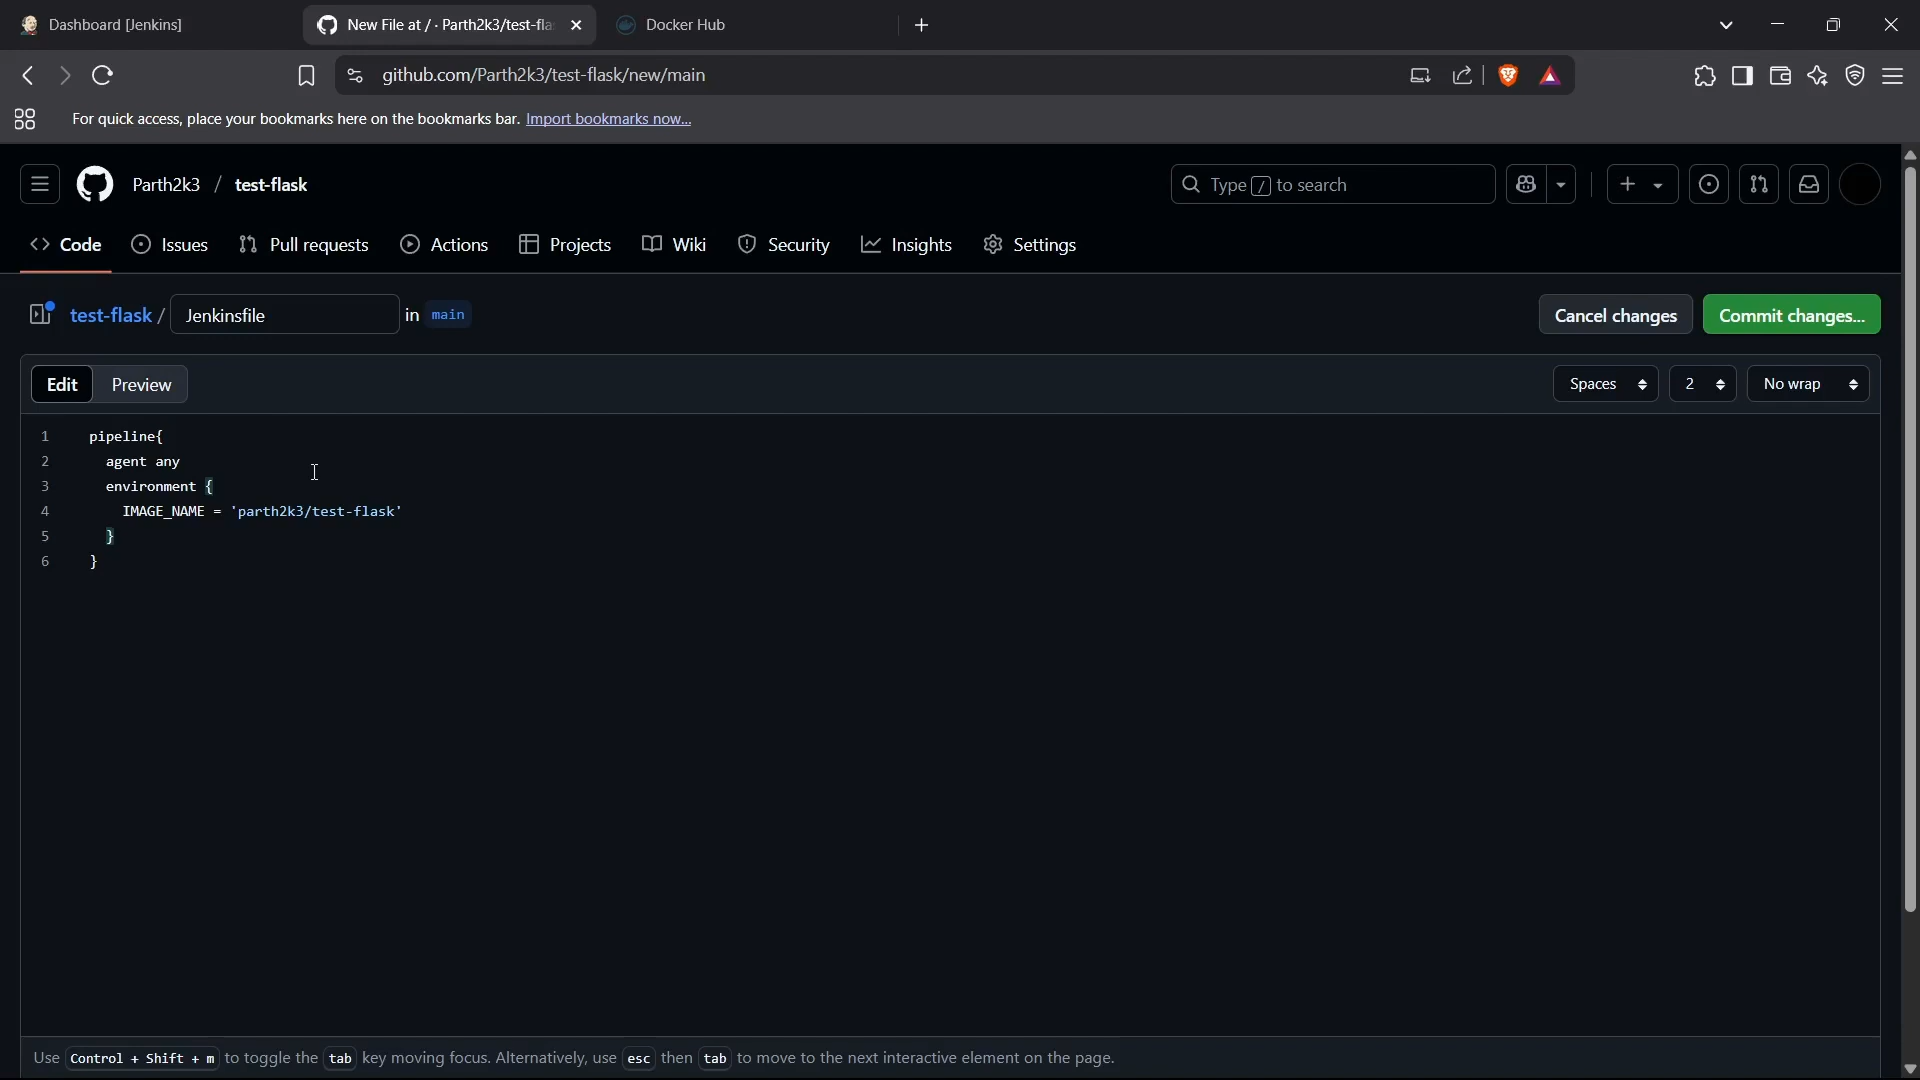 Dashboard [Jenkins]
New File at / · Parth2k3/test-fla
Docker Hub
github.com/Parth2k3/test-flask/new/main
For quick access, place your bookmarks here on the bookmarks bar. Import bookmarks now...
Parth2k3 / test-flask
Type / to search
Code
Issues
Pull requests
Actions
Projects
Wiki
Security
Insights
Settings
test-flask / Jenkinsfile in main
Cancel changes
Commit changes...
Edit
Preview
Spaces
2
No wrap
1 pipeline{
2 agent any
3 environment {
4 IMAGE_NAME = 'parth2k3/test-flask'
5 }
6 }
Use Control + Shift + m to toggle the tab key moving focus. Alternatively, use esc then tab to move to the next interactive element on the page.